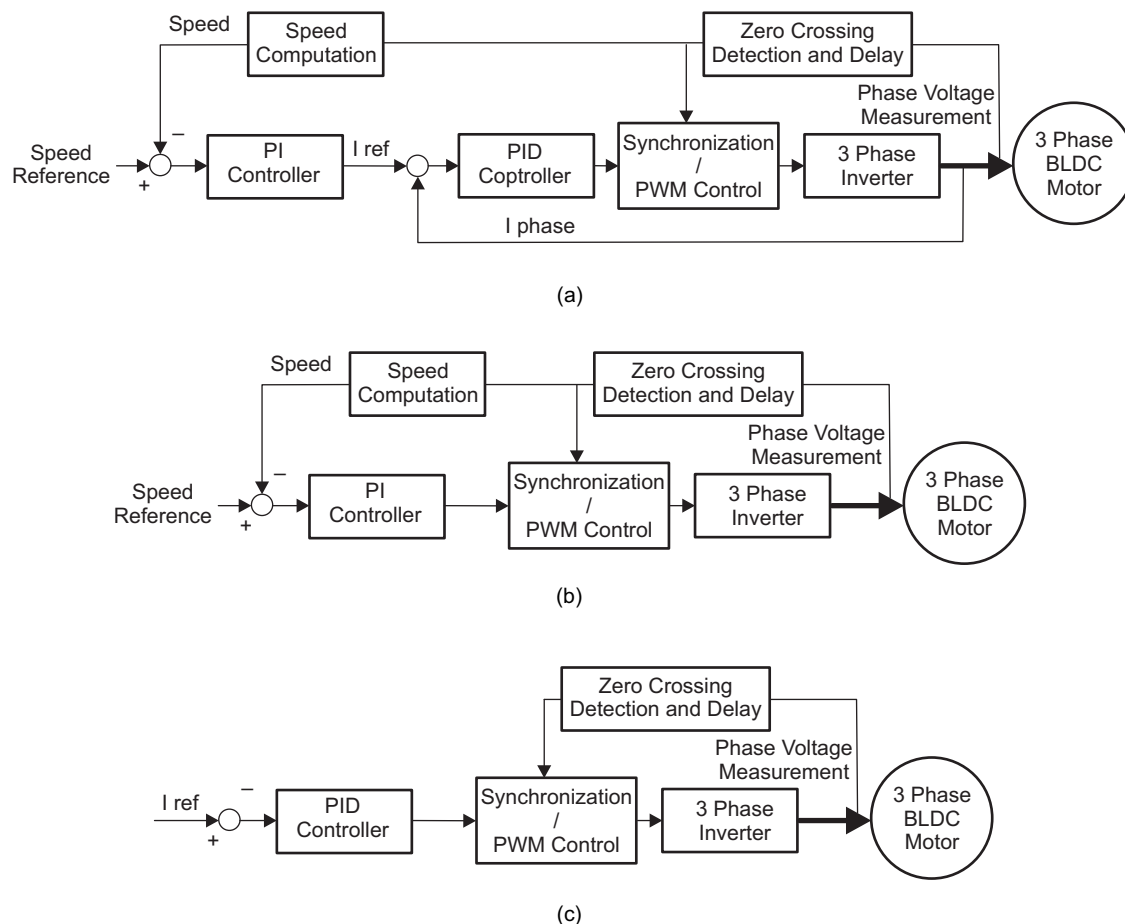 Speed
Speed
Computation
Zero Crossing
Detection and Delay
Phase Voltage
Measurement
Speed
Reference
–
+
PI
Controller
I ref
PID
Coptroller
Synchronization
/
PWM Control
3 Phase
Inverter
3 Phase
BLDC
Motor
I phase
(a)
Speed
Speed
Computation
Zero Crossing
Detection and Delay
Phase Voltage
Measurement
–
–
Speed
Reference
+
PI
Controller
Synchronization
/
PWM Control
3 Phase
Inverter
3 Phase
BLDC
Motor
(b)
Zero Crossing
Detection and Delay
Phase Voltage
Measurement
I ref
–
+
PID
Controller
Synchronization
/
PWM Control
3 Phase
Inverter
3 Phase
BLDC
Motor
(c)